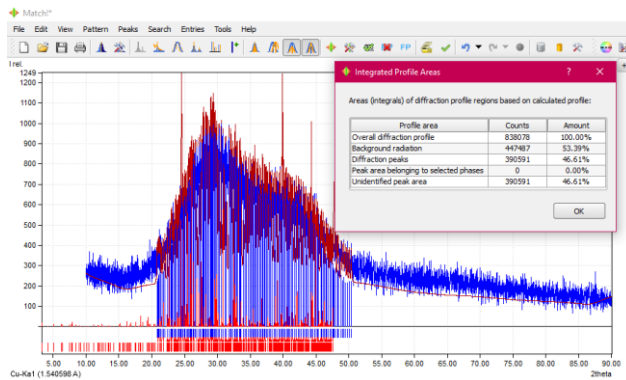 Match!*
File Edit View Pattern Peaks Search Entries Tools Help
FP
I rel.
1249
1200
1100
1000
900
800
700
600
500
400
300
200
100
Integrated Profile Areas ? ×
Areas (integrals) of diffraction profile regions based on calculated profile:
Profile area Counts Amount
Overall diffraction profile 838078 100.00%
Background radiation 447487 53.39%
Diffraction peaks 390591 46.61%
Peak area belonging to selected phases 0 0.00%
Unidentified peak area 390591 46.61%
OK
5.00 10.00 15.00 20.00 25.00 30.00 35.00 40.00 45.00 50.00 55.00 60.00 65.00 70.00 75.00 80.00 85.00 90.00
Cu-Ka1 (1.540598 A) 2theta